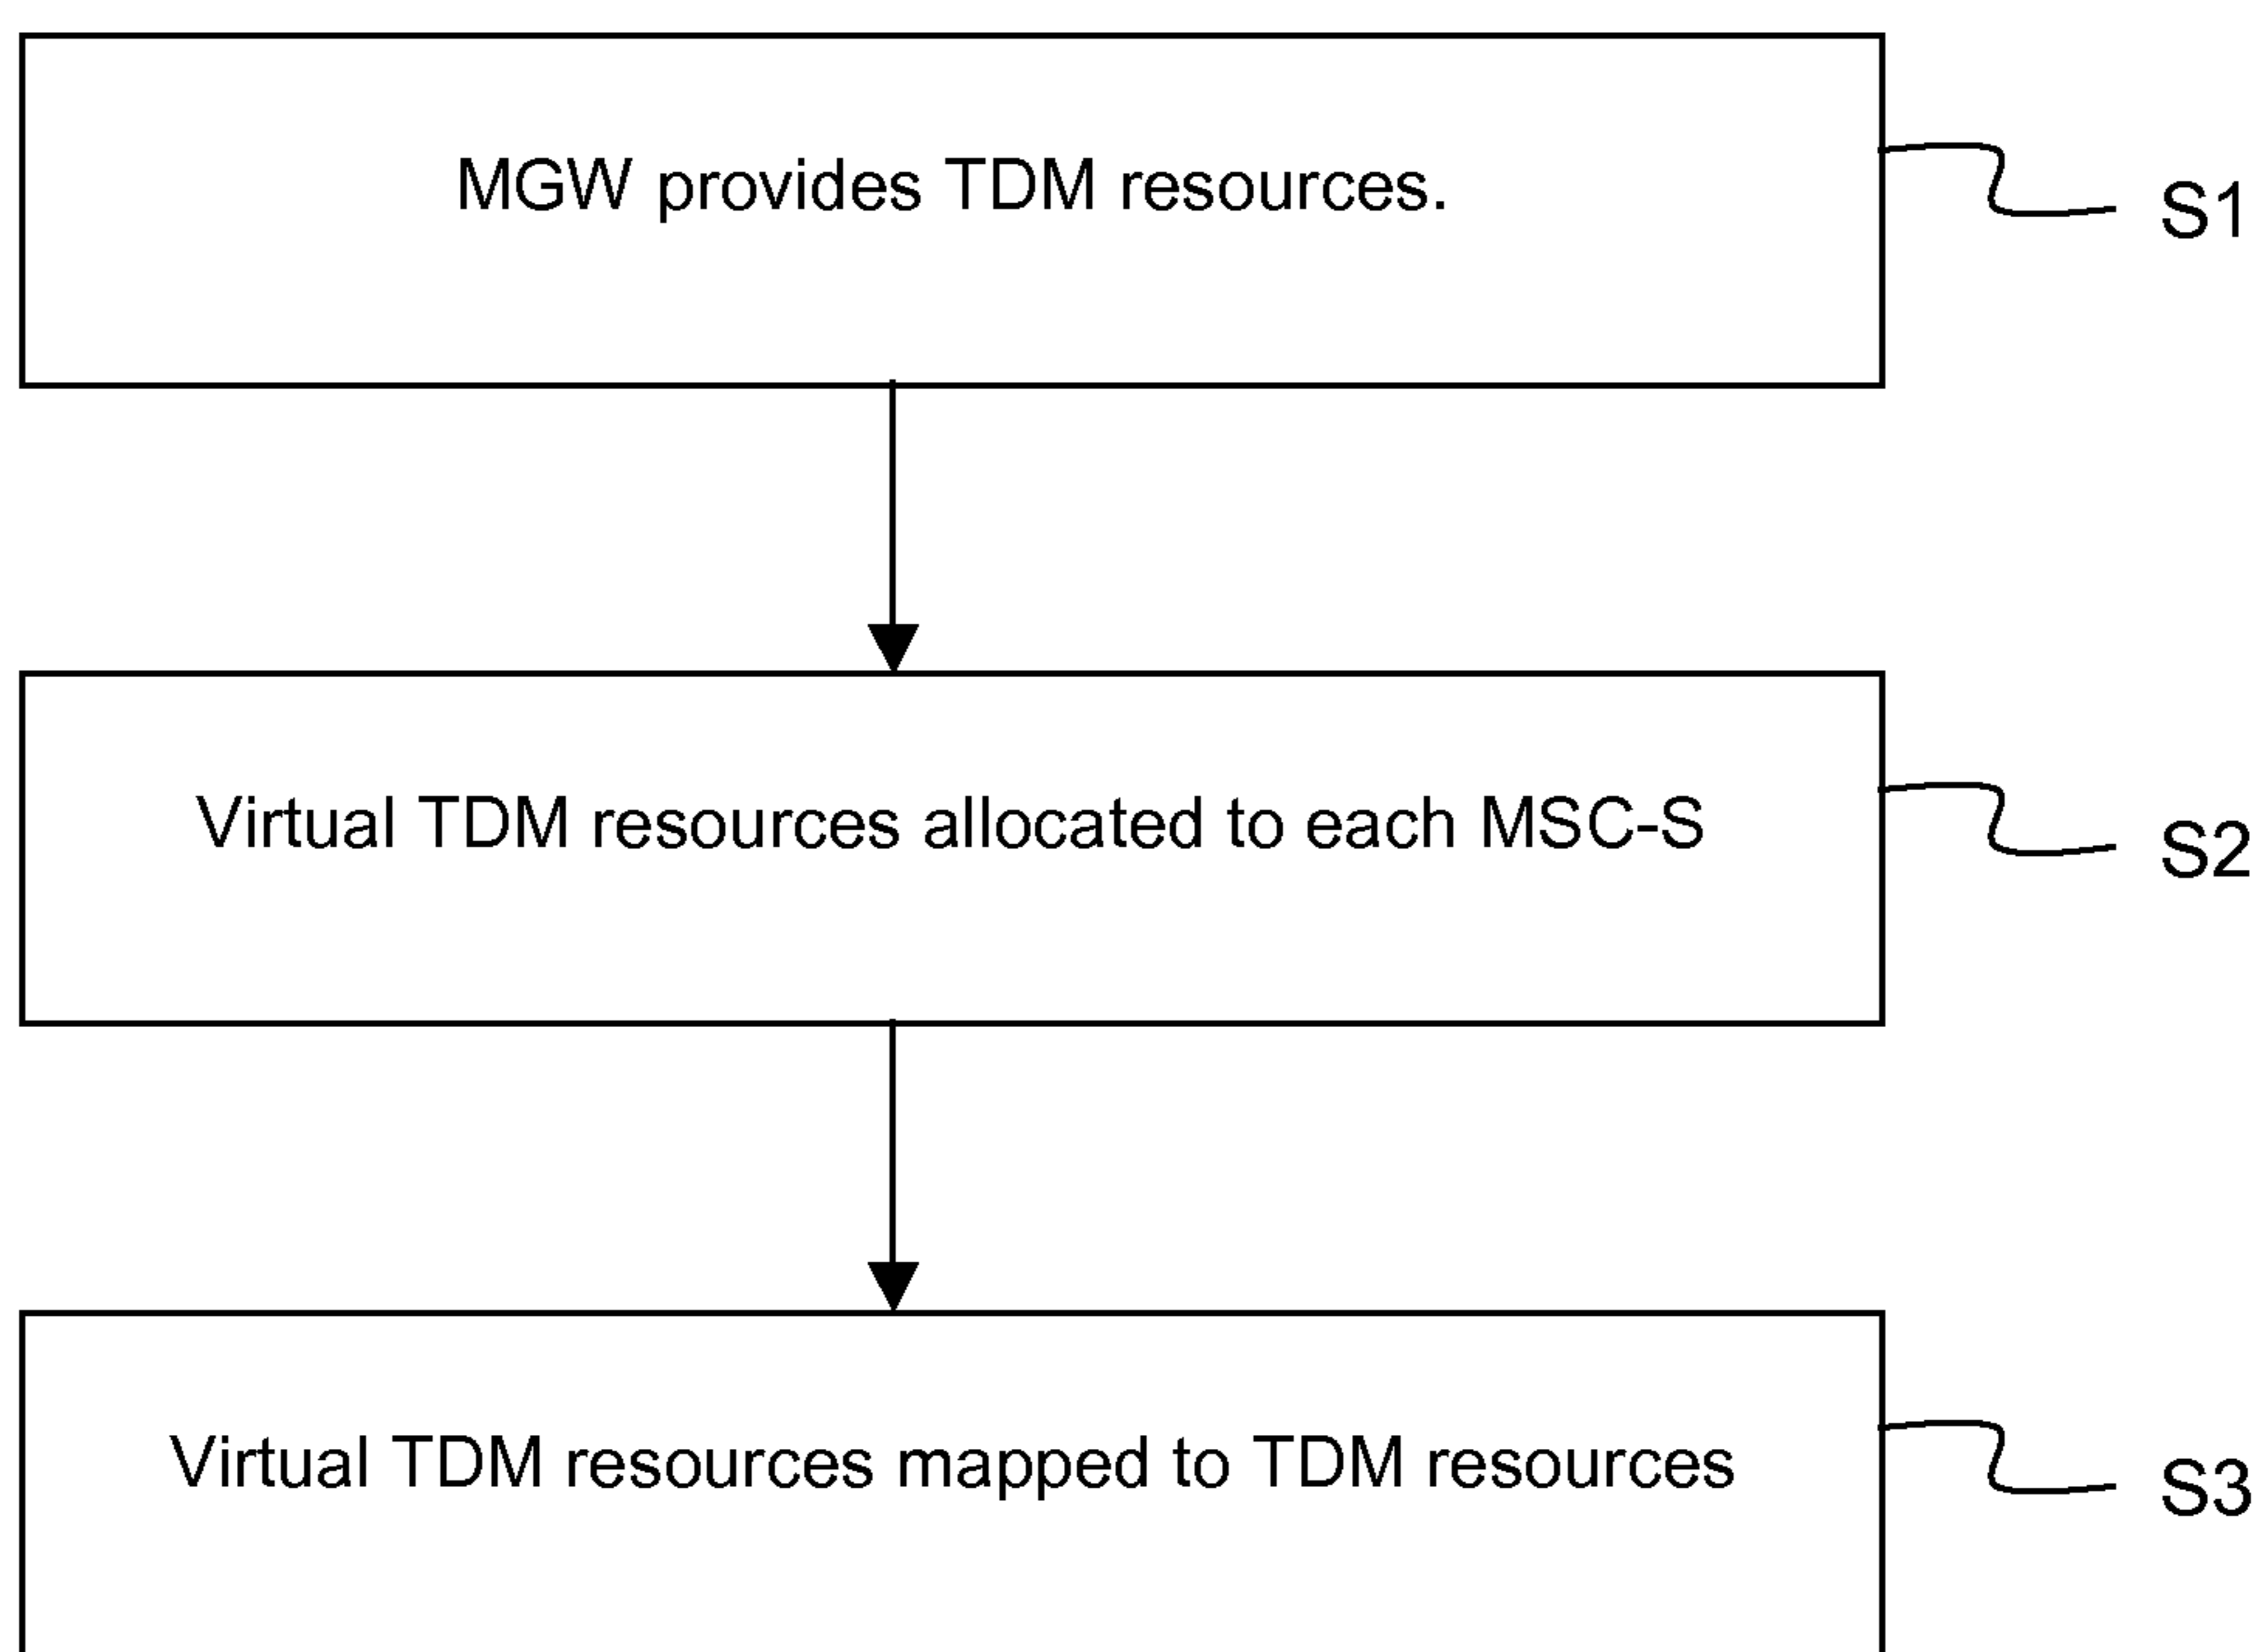 MGW provides TDM resources.
S1
Virtual TDM resources allocated to each MSC-S
S2
Virtual TDM resources mapped to TDM resources
S3